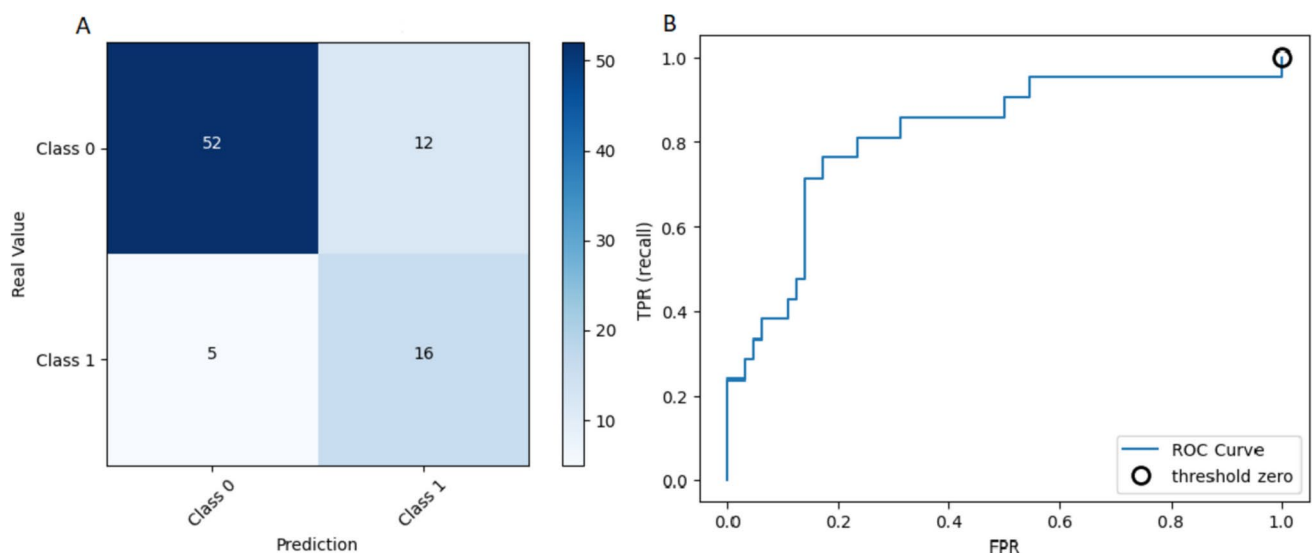 A
Real Value
Class 0
Class 1
52
12
5
16
Class 0
Class 1
Prediction
50
40
30
20
10
B
TPR (recall)
1.0
0.8
0.6
0.4
0.2
0.0
0.0
0.2
0.4
0.6
0.8
1.0
FPR
ROC Curve
threshold zero